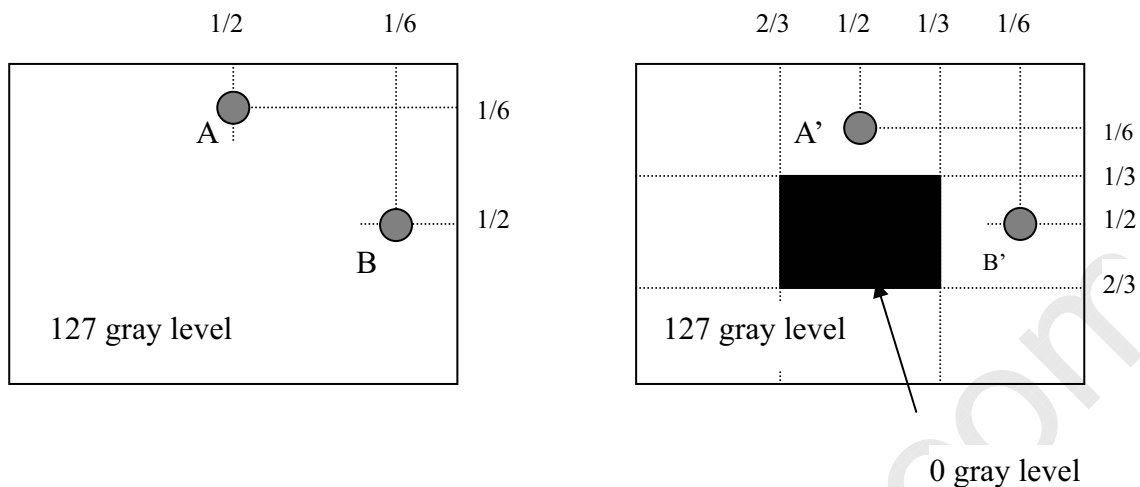 1/2 1/6
2/3 1/2 1/3 1/6
1/6
A
1/2
B
127 gray level
A’
1/6
1/3
1/2
B’
2/3
127 gray level
0 gray level
com